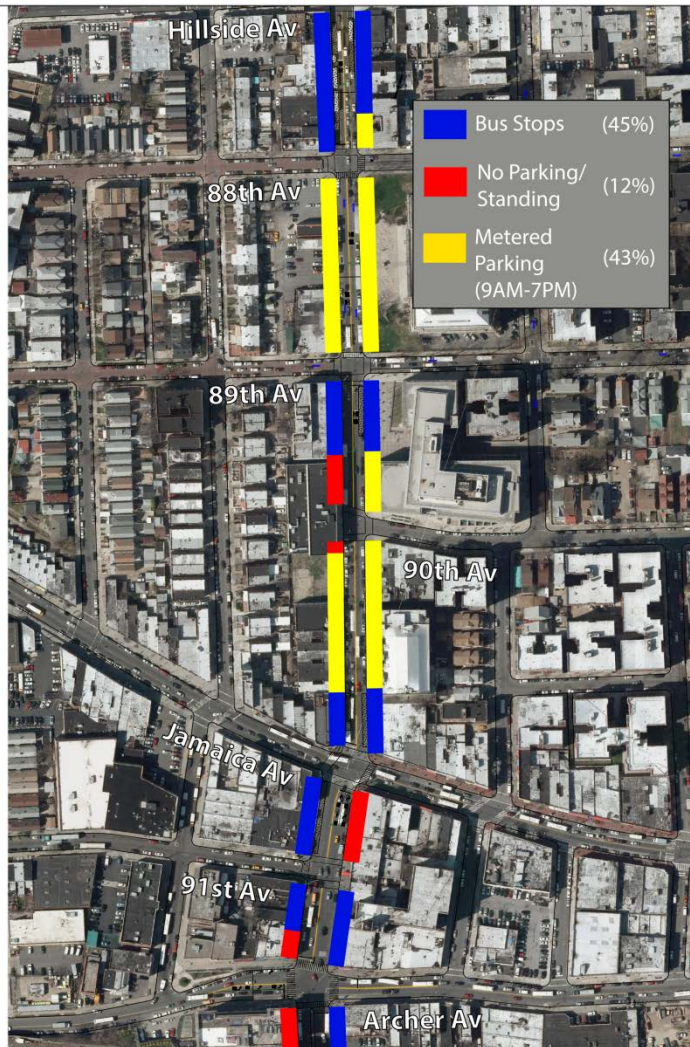 Hillside Av
Bus Stops (45%)
No Parking/
Standing (12%)
88th Av
Metered
Parking (43%)
(9AM-7PM)
89th Av
90th Av
Jamaica Av
91st Av
Archer Av